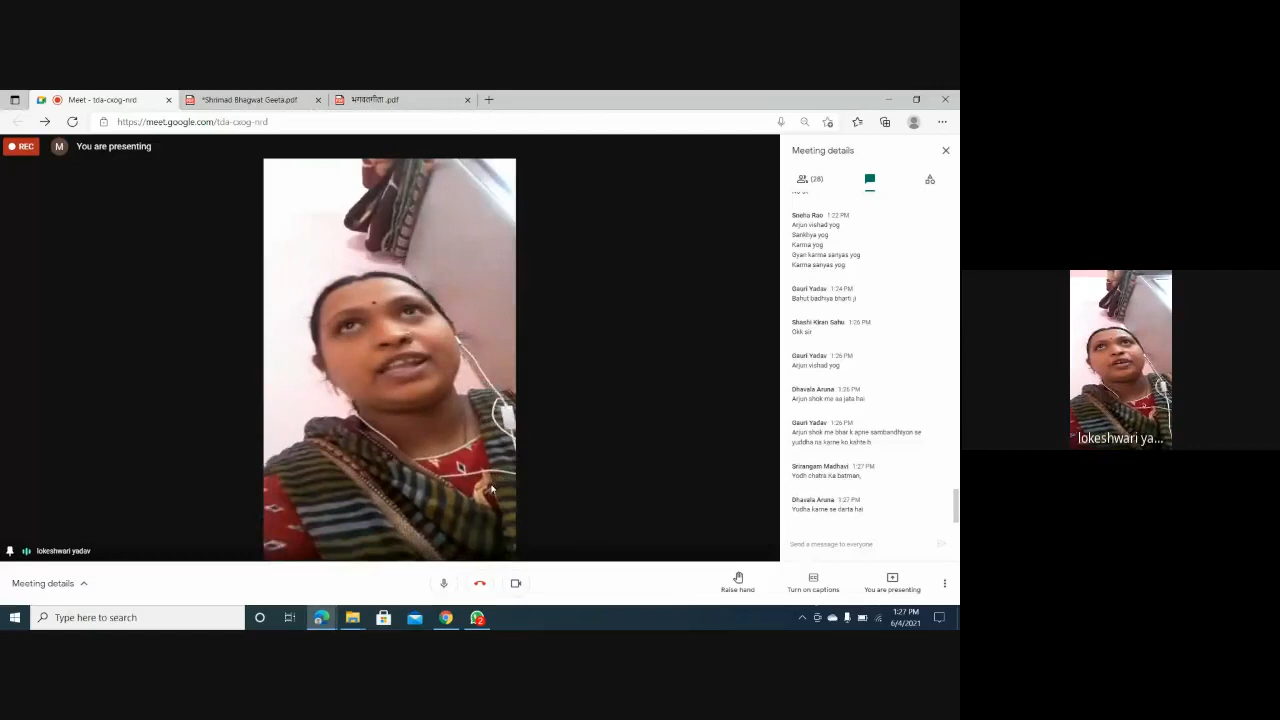 Meet - tda-cxog-nrd
*Shrimad Bhagwat Geeta.pdf
भगवतगीता .pdf
https://meet.google.com/tda-cxog-nrd
REC
M
You are presenting
Meeting details
(28)
Sneha Rao 1:22 PM
Arjun vishad yog
Sankhya yog
Karma yog
Gyan karma sanyas yog
Karma sanyas yog
Gauri Yadav 1:24 PM
Bahut badhiya bharti ji
Shashi Kiran Sahu 1:26 PM
Okk sir
Gauri Yadav 1:26 PM
Arjun vishad yog
Dhavala Aruna 1:26 PM
Arjun shok me aa jata hai
Gauri Yadav 1:26 PM
Arjun shok me bhar k apne sambandhiyon se
yuddha na karne ko kahte h
Srirangam Madhavi 1:27 PM
Yodh chatra Ka batman,
Dhavala Aruna 1:27 PM
Yudha karne se darta hai
Send a message to everyone
lokeshwari yadav
Meeting details
Raise hand
Turn on captions
You are presenting
Type here to search
2
1:27 PM
6/4/2021
lokeshwari ya...